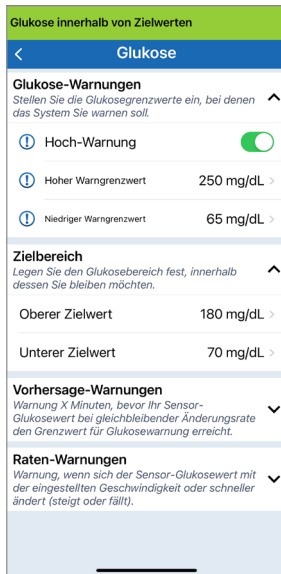 Glukose innerhalb von Zielwerten
Glukose
Glukose-Warnungen
Stellen Sie die Glukosegrenzwerte ein, bei denen
das System Sie warnen soll.
Hoch-Warnung
Hoher Warngrenzwert 250 mg/dL
Niedriger Warngrenzwert 65 mg/dL
Zielbereich
Legen Sie den Glukosebereich fest, innerhalb
dessen Sie bleiben möchten.
Oberer Zielwert 180 mg/dL
Unterer Zielwert 70 mg/dL
Vorhersage-Warnungen
Warnung X Minuten, bevor Ihr Sensor-
Glukosewert bei gleichbleibender Änderungsrate
den Grenzwert für Glukosewarnung erreicht.
Raten-Warnungen
Warnung, wenn sich der Sensor-Glukosewert mit
der eingestellten Geschwindigkeit oder schneller
ändert (steigt oder fällt).